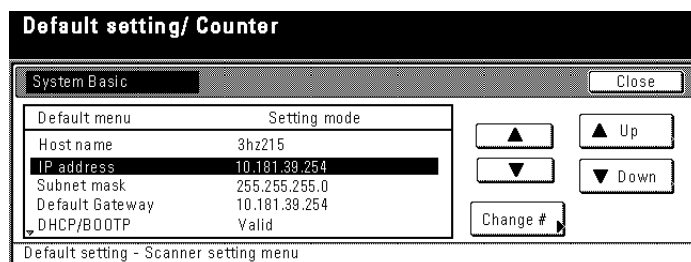 Default setting/ Counter
System Basic
Close
Default menu Setting mode
Host name 3hz215
IP address 10.181.39.254
Subnet mask 255.255.255.0
Default Gateway 10.181.39.254
DHCP/BOOTP Valid
▲ Up
▼ Down
Change #
Default setting - Scanner setting menu